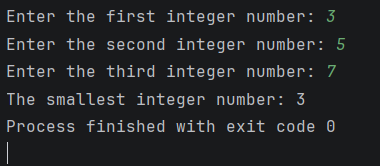 Enter the first integer number: 3
Enter the second integer number: 5
Enter the third integer number: 7
The smallest integer number: 3
Process finished with exit code 0